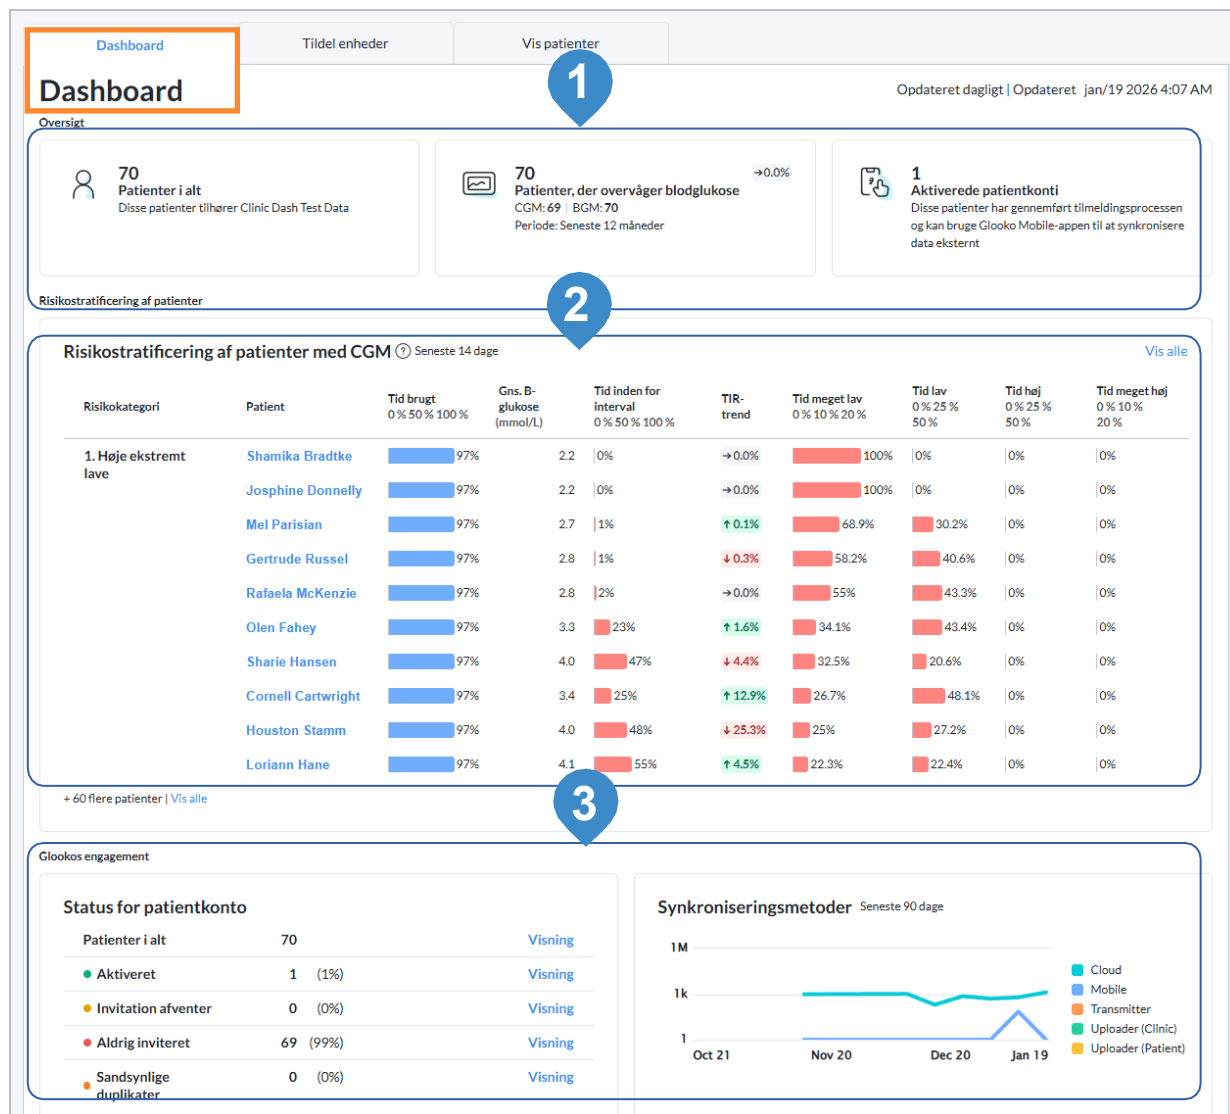 Dashboard
Tildel enheder
Vis patienter
1
Dashboard
Opdateret dagligt | Opdateret jan/19 2026 4:07 AM
Oversigt
70
Patienter i alt
Disse patienter tilhører Clinic Dash Test Data
70
→0.0%
Patienter, der overvåger blodglukose
CGM: 69 | BGM: 70
Periode: Seneste 12 måneder
1
Aktiverede patientkonti
Disse patienter har gennemført tilmeldingsprocessen
og kan bruge Glooko Mobile-appen til at synkronisere
data eksternt
Risikostratificering af patienter
2
Risikostratificering af patienter med CGM ? Seneste 14 dage
Vis alle
Risikokategori
Patient
Tid brugt
0 % 50 % 100 %
Gns. B-
glukose
(mmol/L)
Tid inden for
interval
0 % 50 % 100 %
TIR-
trend
Tid meget lav
0 % 10 % 20 %
Tid lav
0 % 25 %
50 %
Tid høj
0 % 25 %
50 %
Tid meget høj
0 % 10 %
20 %
1. Høje ekstremt
lave
Shamika Bradtke 97% 2.2 0% →0.0% 100% 0% 0% 0%
Josphine Donnelly 97% 2.2 0% →0.0% 100% 0% 0% 0%
Mel Parisian 97% 2.7 1% ↑0.1% 68.9% 30.2% 0% 0%
Gertrude Russel 97% 2.8 1% ↓0.3% 58.2% 40.6% 0% 0%
Rafaela McKenzie 97% 2.8 2% →0.0% 55% 43.3% 0% 0%
Olen Fahey 97% 3.3 23% ↑1.6% 34.1% 43.4% 0% 0%
Sharie Hansen 97% 4.0 47% ↓4.4% 32.5% 20.6% 0% 0%
Cornell Cartwright 97% 3.4 25% ↑12.9% 26.7% 48.1% 0% 0%
Houston Stamm 97% 4.0 48% ↓25.3% 25% 27.2% 0% 0%
Loriann Hane 97% 4.1 55% ↑4.5% 22.3% 22.4% 0% 0%
+ 60 flere patienter | Vis alle
3
Glookos engagement
Status for patientkonto
Patienter i alt 70 Visning
Aktiveret 1 (1%) Visning
Invitation afventer 0 (0%) Visning
Aldrig inviteret 69 (99%) Visning
Sandsynlige 0 (0%) Visning
duplikater
Synkroniseringsmetoder Seneste 90 dage
1M
1k
1
Oct 21
Nov 20
Dec 20
Jan 19
Cloud
Mobile
Transmitter
Uploader (Clinic)
Uploader (Patient)